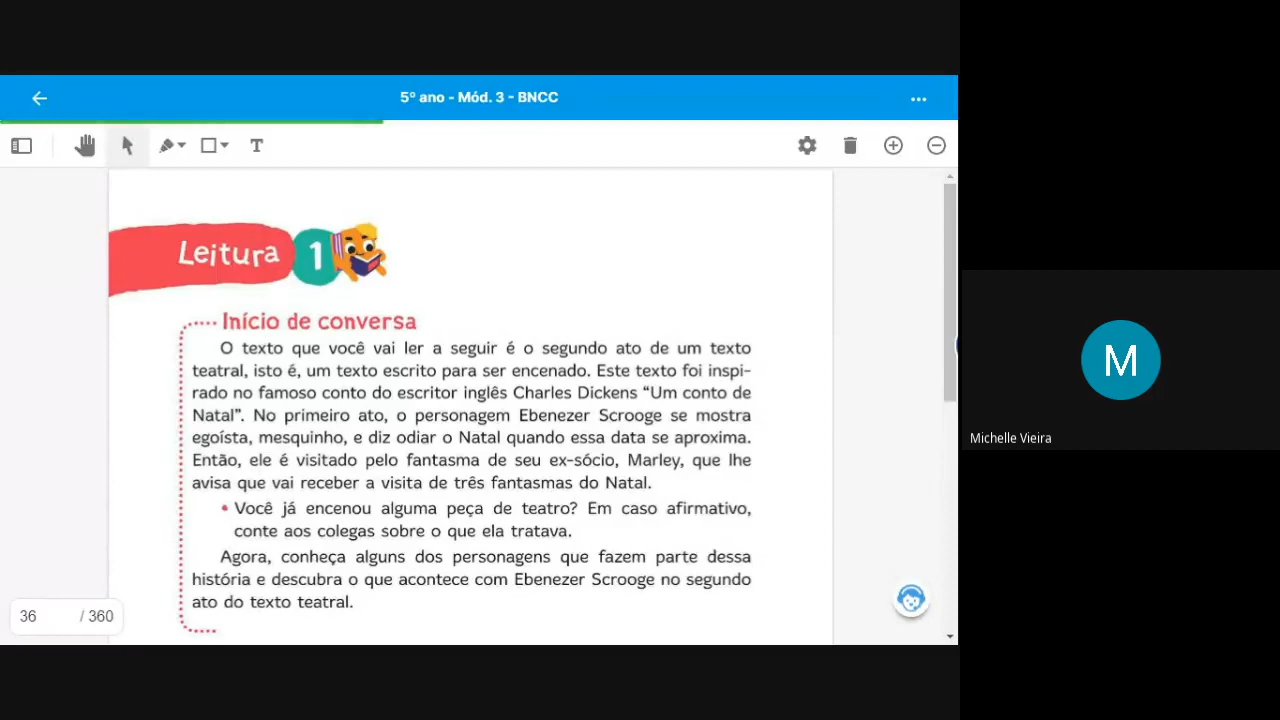 5º ano - Mód. 3 - BNCC
T
Leitura 1
Início de conversa
O texto que você vai ler a seguir é o segundo ato de um texto
teatral, isto é, um texto escrito para ser encenado. Este texto foi inspi-
rado no famoso conto do escritor inglês Charles Dickens “Um conto de
Natal”. No primeiro ato, o personagem Ebenezer Scrooge se mostra
egoísta, mesquinho, e diz odiar o Natal quando essa data se aproxima.
Então, ele é visitado pelo fantasma de seu ex-sócio, Marley, que lhe
avisa que vai receber a visita de três fantasmas do Natal.
• Você já encenou alguma peça de teatro? Em caso afirmativo,
conte aos colegas sobre o que ela tratava.
Agora, conheça alguns dos personagens que fazem parte dessa
história e descubra o que acontece com Ebenezer Scrooge no segundo
ato do texto teatral.
36 / 360
M
Michelle Vieira